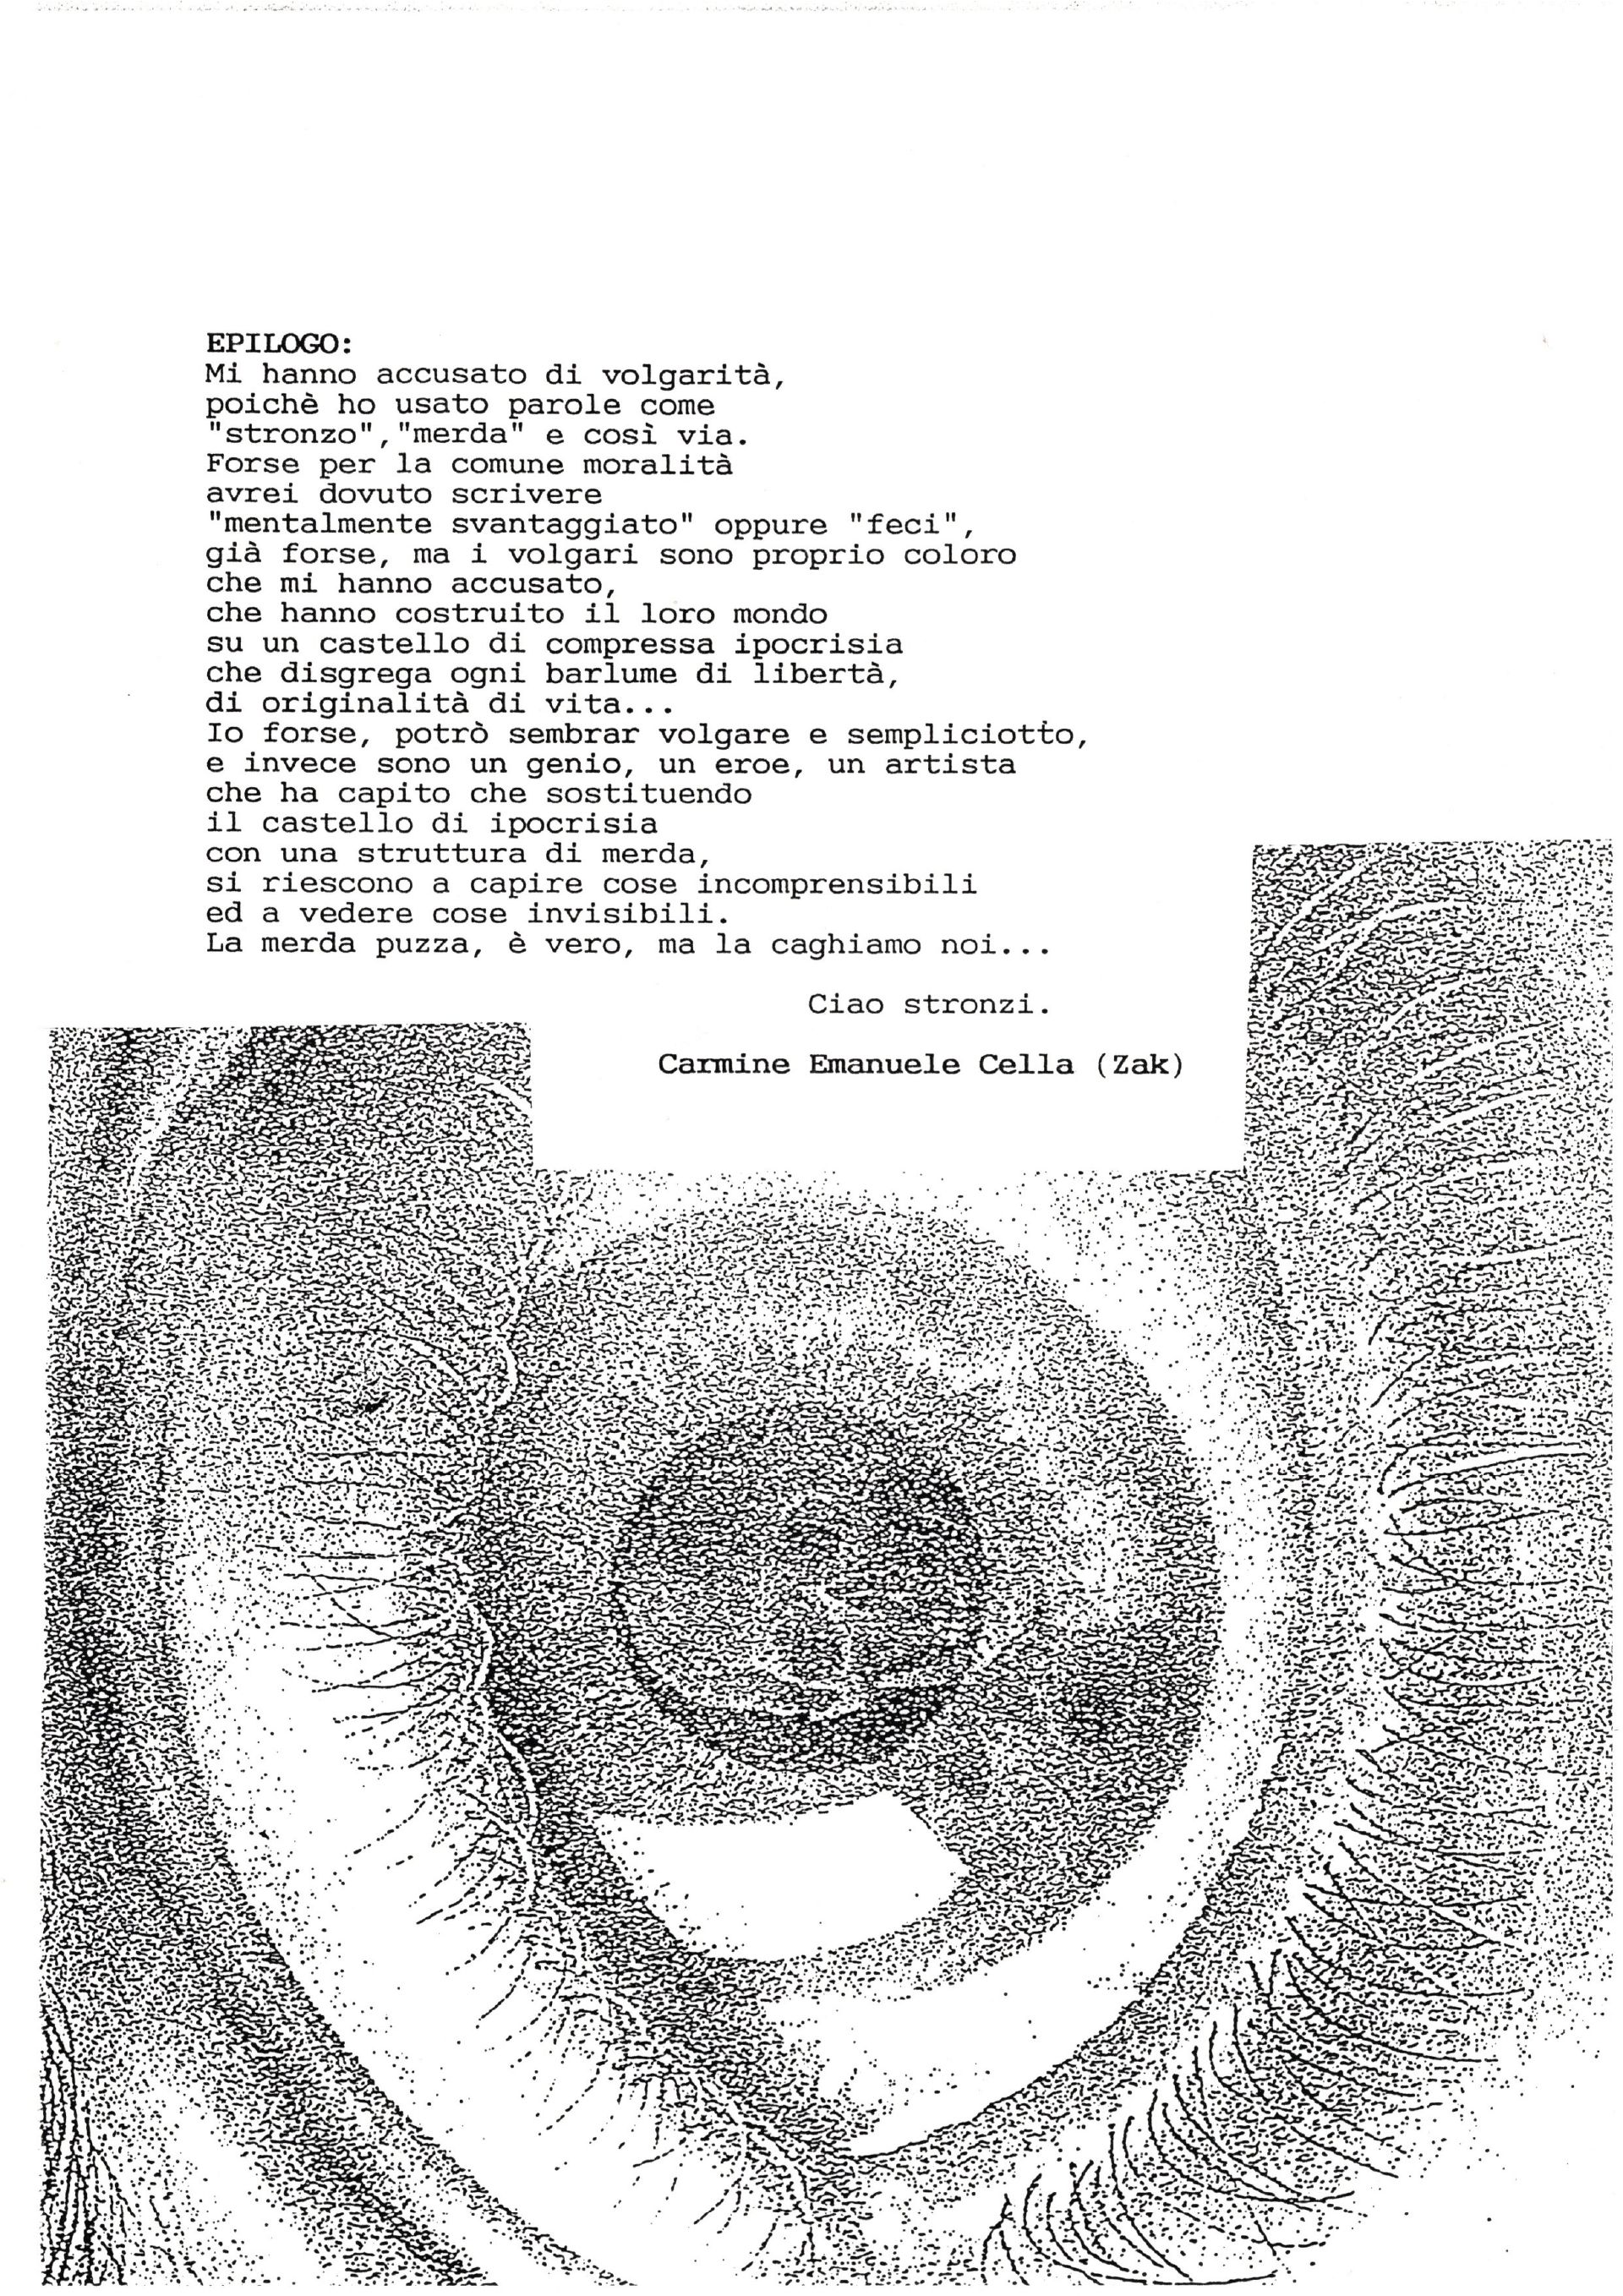 EPILOGO:
Mi hanno accusato di volgarità,
poichè ho usato parole come
"stronzo","merda" e così via.
Forse per la comune moralità
avrei dovuto scrivere
"mentalmente svantaggiato" oppure "feci",
già forse, ma i volgari sono proprio coloro
che mi hanno accusato,
che hanno costruito il loro mondo
su un castello di compressa ipocrisia
che disgrega ogni barlume di libertà,
di originalità di vita...
Io forse, potrò sembrar volgare e sempliciotto,
e invece sono un genio, un eroe, un artista
che ha capito che sostituendo
il castello di ipocrisia
con una struttura di merda,
si riescono a capire cose incomprensibili
ed a vedere cose invisibili.
La merda puzza, è vero, ma la caghiamo noi...
Ciao stronzi.
Carmine Emanuele Cella (Zak)